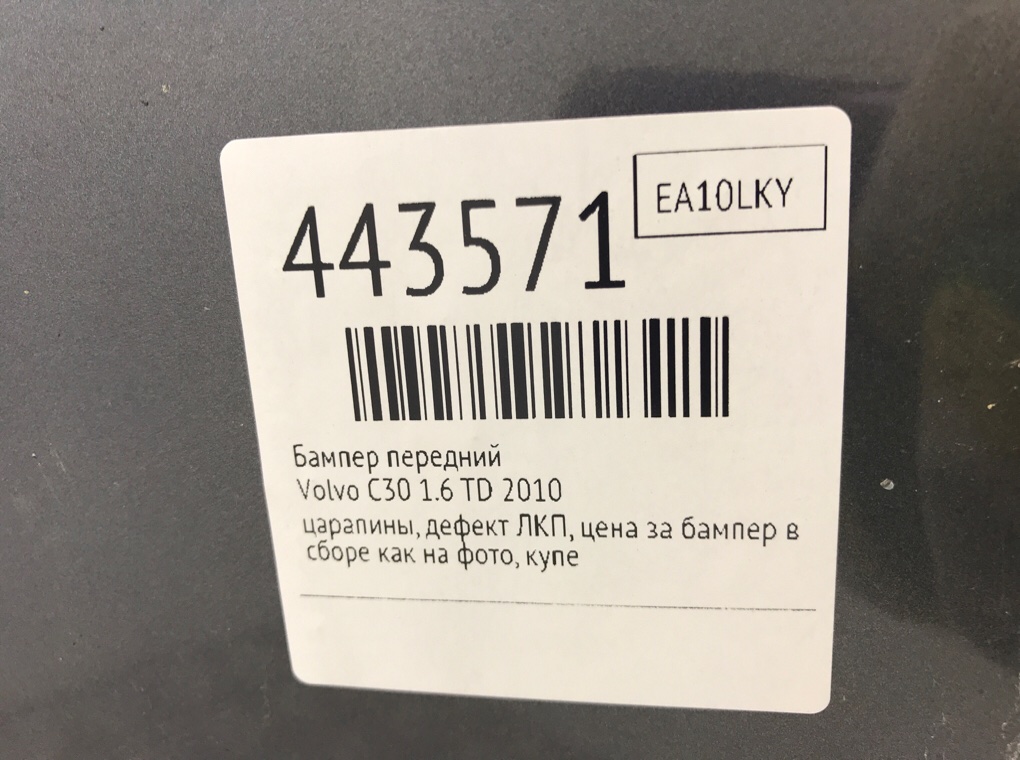 EA10LKY
443571
Бампер передний
Volvo C30 1.6 TD 2010
царапины, дефект ЛКП, цена за бампер в
сборе как на фото, купе